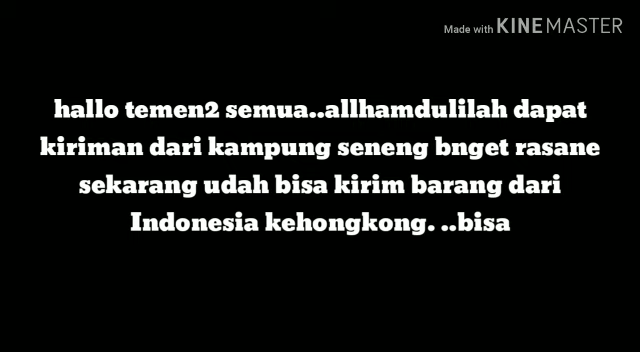 Made with KINEMASTER
hallo temen2 semua..allhamdulilah dapat
kiriman dari kampung seneng bnget rasane
sekarang udah bisa kirim barang dari
Indonesia kehongkong. ..bisa